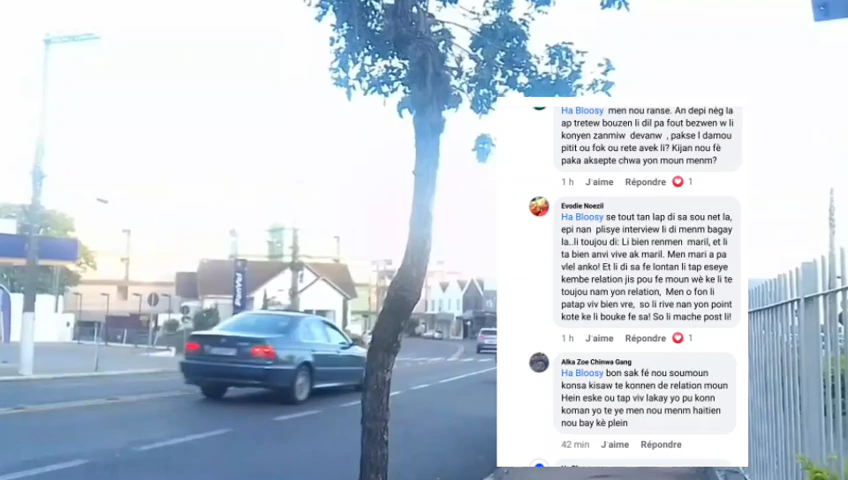 Ha Bloosy men nou ranse. An depi nèg la
ap tretew bouzen li dil pa fout bezwen w li
konyen zanmiw devanw , pakse l damou
pitit ou fok ou rete avek li? Kijan nou fè
paka aksepte chwa yon moun menm?
1 h J'aime Répondre 1
Evodie Noezil
Ha Bloosy se tout tan lap di sa sou net la,
epi nan plisye interview li di menm bagay
la..li toujou di: Li bien renmen maril, et li
ta bien anvi vive ak maril. Men mari a pa
vlel anko! Et li di sa fe lontan li tap eseye
kembe relation jis pou fe moun wè ke li te
toujou nam yon relation, Men o fon li
patap viv bien vre, so li rive nan yon point
kote ke li bouke fe sa! So li mache post li!
1 h J'aime Répondre 1
Alka Zoe Chinwa Gang
Ha Bloosy bon sak fé nou soumoun
konsa kisaw te konnen de relation moun
Hein eske ou tap viv lakay yo pu konn
koman yo te ye men nou menm haitien
nou bay kè plein
42 min J'aime Répondre